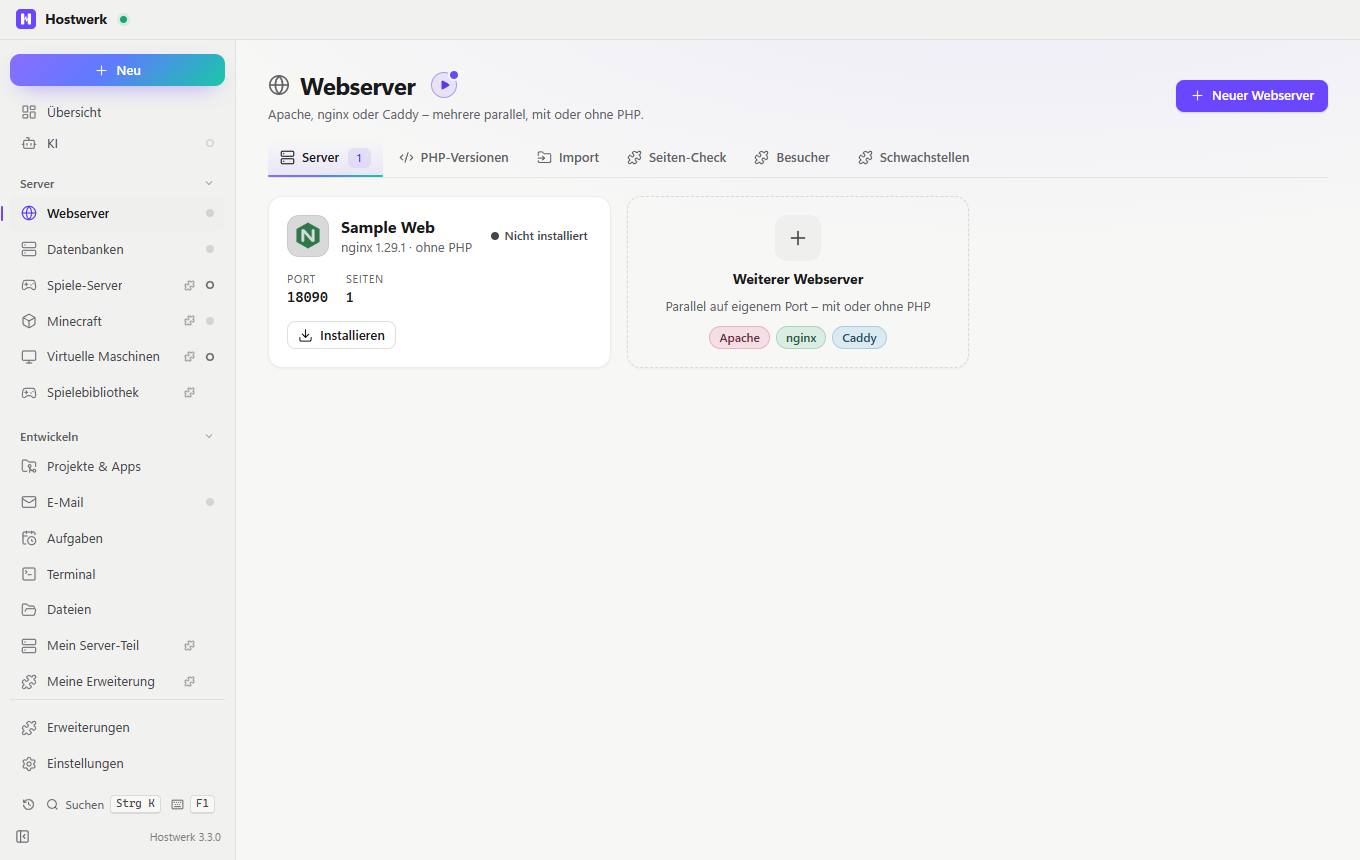 Hostwerk
Neu
Übersicht
KI
Server
Webserver
Datenbanken
Spiele-Server
Minecraft
Virtuelle Maschinen
Spielebibliothek
Entwickeln
Projekte & Apps
E-Mail
Aufgaben
Terminal
Dateien
Mein Server-Teil
Meine Erweiterung
Erweiterungen
Einstellungen
Suchen Strg K F1
Hostwerk 3.3.0
Webserver
Apache, nginx oder Caddy – mehrere parallel, mit oder ohne PHP.
Neuer Webserver
Server 1 PHP-Versionen Import Seiten-Check Besucher Schwachstellen
Sample Web
nginx 1.29.1 · ohne PHP
Nicht installiert
PORT SEITEN
18090 1
Installieren
Weiterer Webserver
Parallel auf eigenem Port – mit oder ohne PHP
Apache nginx Caddy